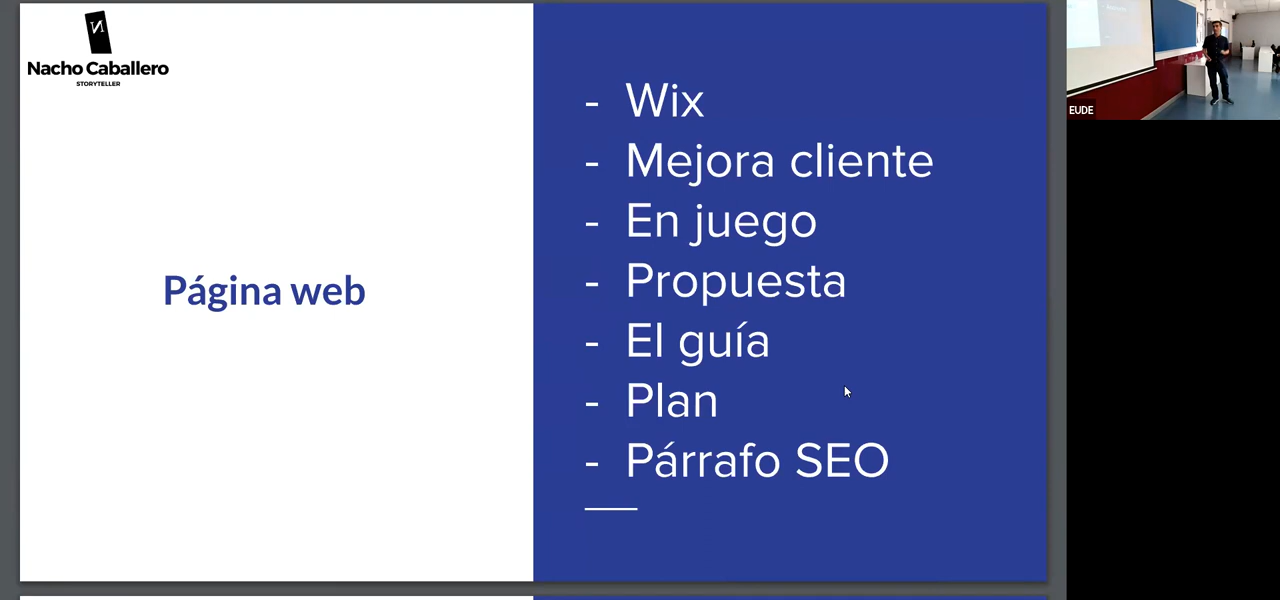 Nacho Caballero
STORYTELLER
Página web
- Wix
- Mejora cliente
- En juego
- Propuesta
- El guía
- Plan
- Párrafo SEO
EUDE